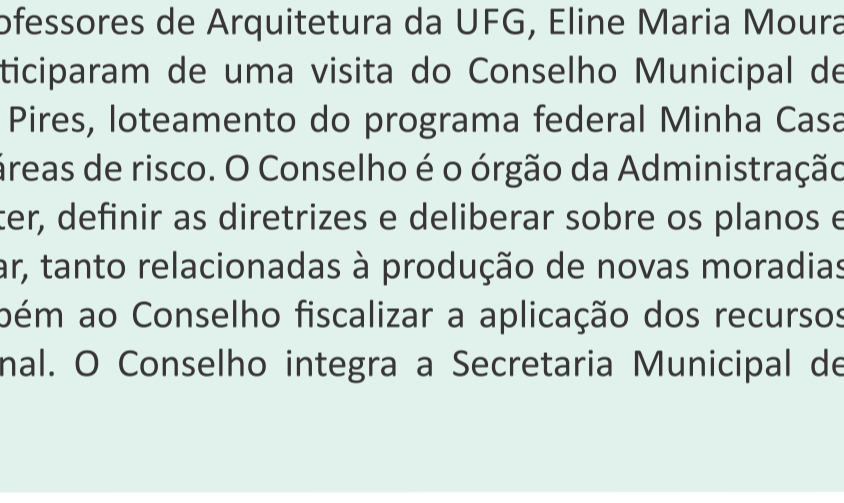 ofessores de Arquitetura da UFG, Eline Maria Moura
ticiparam de uma visita do Conselho Municipal de
Pires, loteamento do programa federal Minha Casa
áreas de risco. O Conselho é o órgão da Administração
ter, definir as diretrizes e deliberar sobre os planos e
ar, tanto relacionadas à produção de novas moradias
bém ao Conselho fiscalizar a aplicação dos recursos
nal. O Conselho integra a Secretaria Municipal de